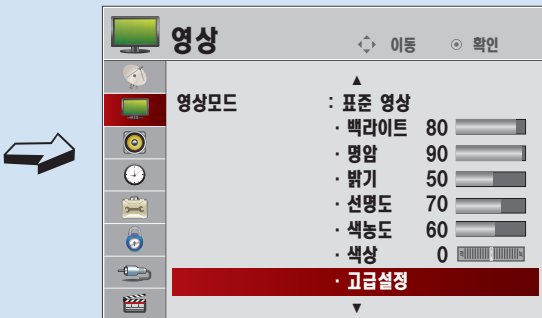 영상 이동 확인
▲
영상모드 : 표준 영상
· 백라이트 80
· 명암 90
· 밝기 50
· 선명도 70
· 색농도 60
· 색상 0
· 고급설정
▼